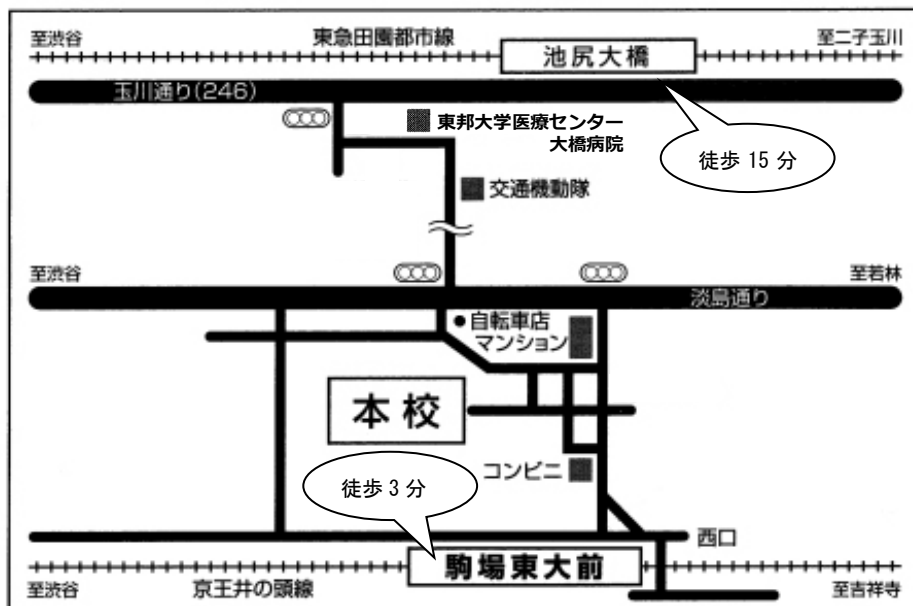 至渋谷
東急田園都市線
池尻大橋
至二子玉川
玉川通り(246)
東邦大学医療センター
大橋病院
徒歩 15 分
交通機動隊
至渋谷
至若林
淡島通り
自転車店
マンション
本校
コンビニ
徒歩 3 分
西口
駒場東大前
至渋谷
京王井の頭線
至吉祥寺